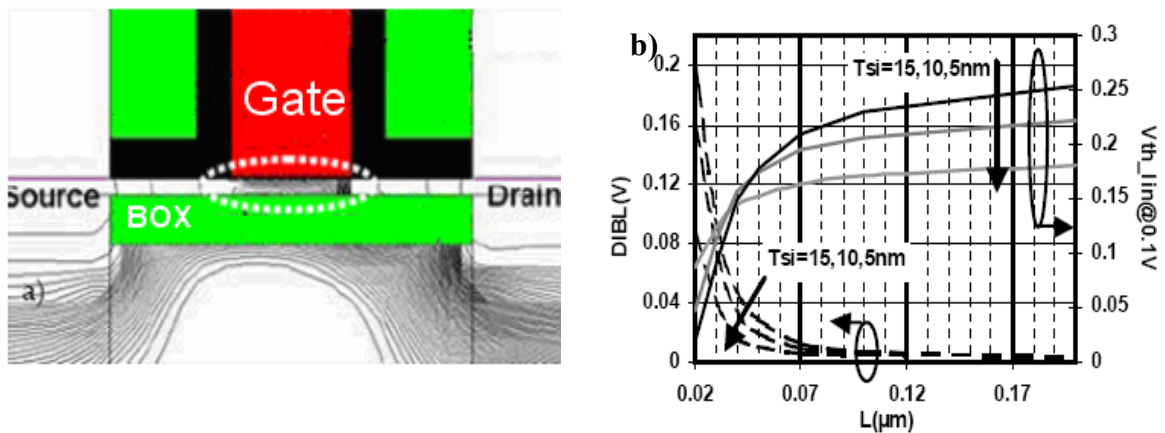 Gate
Source
Drain
BOX
a)
b)
DIBL (V)
0.2
0.16
0.12
0.08
0.04
0
Tsi=15,10,5nm
Tsi=15,10,5nm
0.3
0.25
0.2
0.15
0.1
0.05
0
Vth_lin@0.1V
0.02
0.07
0.12
0.17
L(µm)